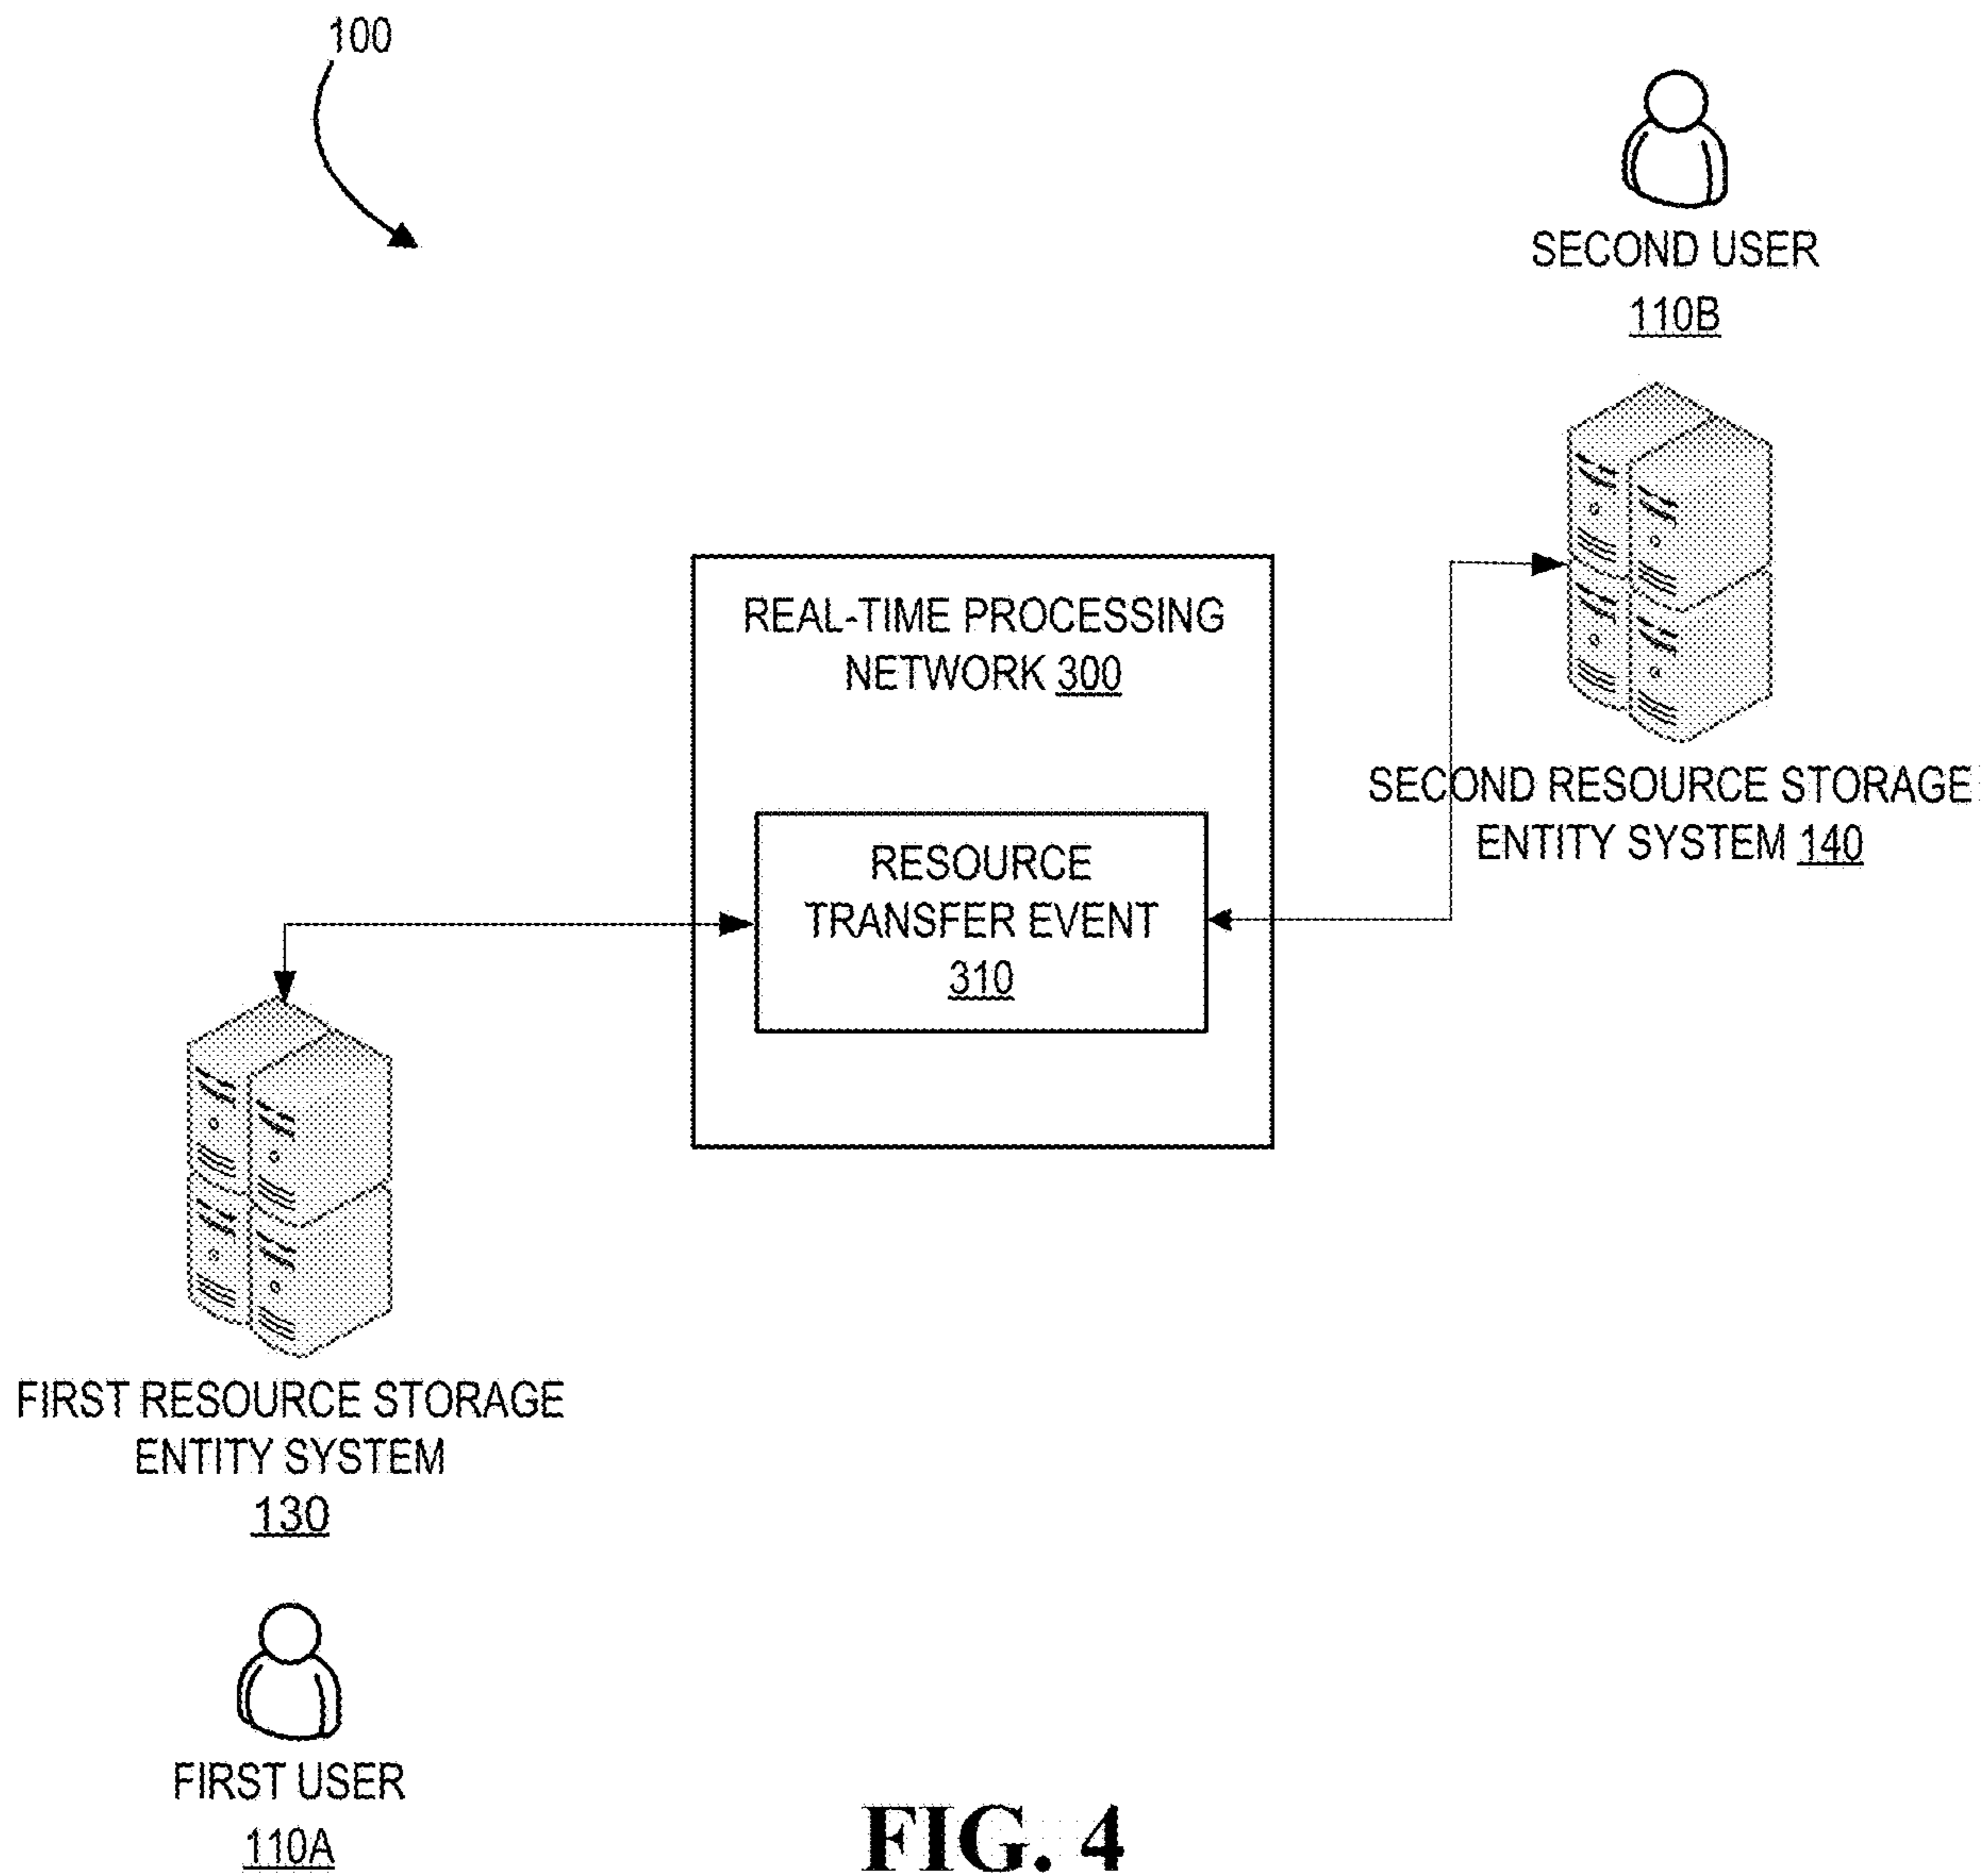 100
SECOND USER
110B
REAL-TIME PROCESSING
NETWORK 300
SECOND RESOURCE STORAGE
ENTITY SYSTEM 140
RESOURCE
TRANSFER EVENT
310
FIRST RESOURCE STORAGE
ENTITY SYSTEM
130
FIRST USER
110A
FIG. 4